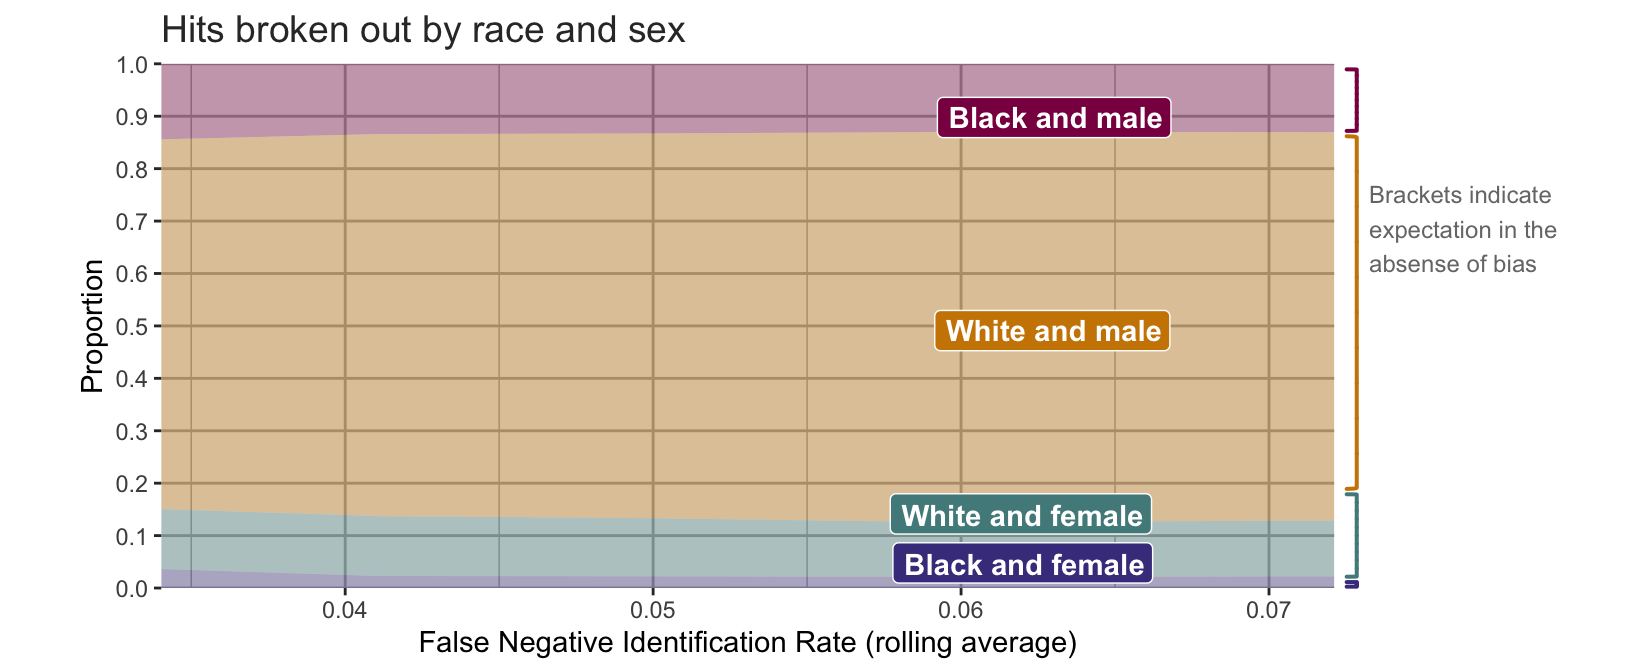 Hits broken out by race and sex
1.0
0.9
0.8
0.7
0.6
0.5
0.4
0.3
0.2
0.1
0.0
Proportion
Black and male
White and male
White and female
Black and female
Brackets indicate
expectation in the
absense of bias
0.04
0.05
0.06
0.07
False Negative Identification Rate (rolling average)